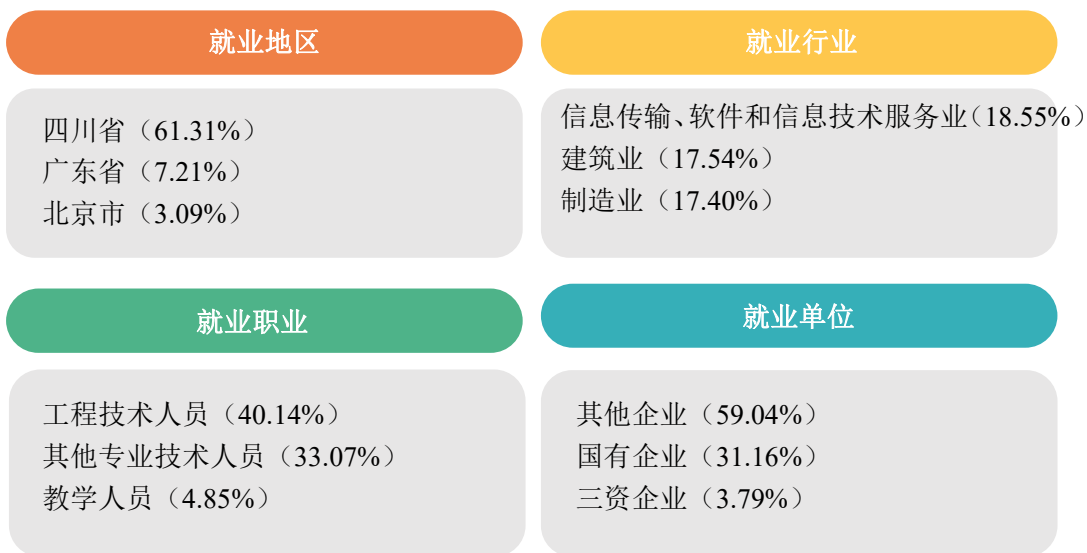 就业地区
四川省（61.31%）
广东省（7.21%）
北京市（3.09%）
就业行业
信息传输、软件和信息技术服务业（18.55%）
建筑业（17.54%）
制造业（17.40%）
就业职业
工程技术人员（40.14%）
其他专业技术人员（33.07%）
教学人员（4.85%）
就业单位
其他企业（59.04%）
国有企业（31.16%）
三资企业（3.79%）